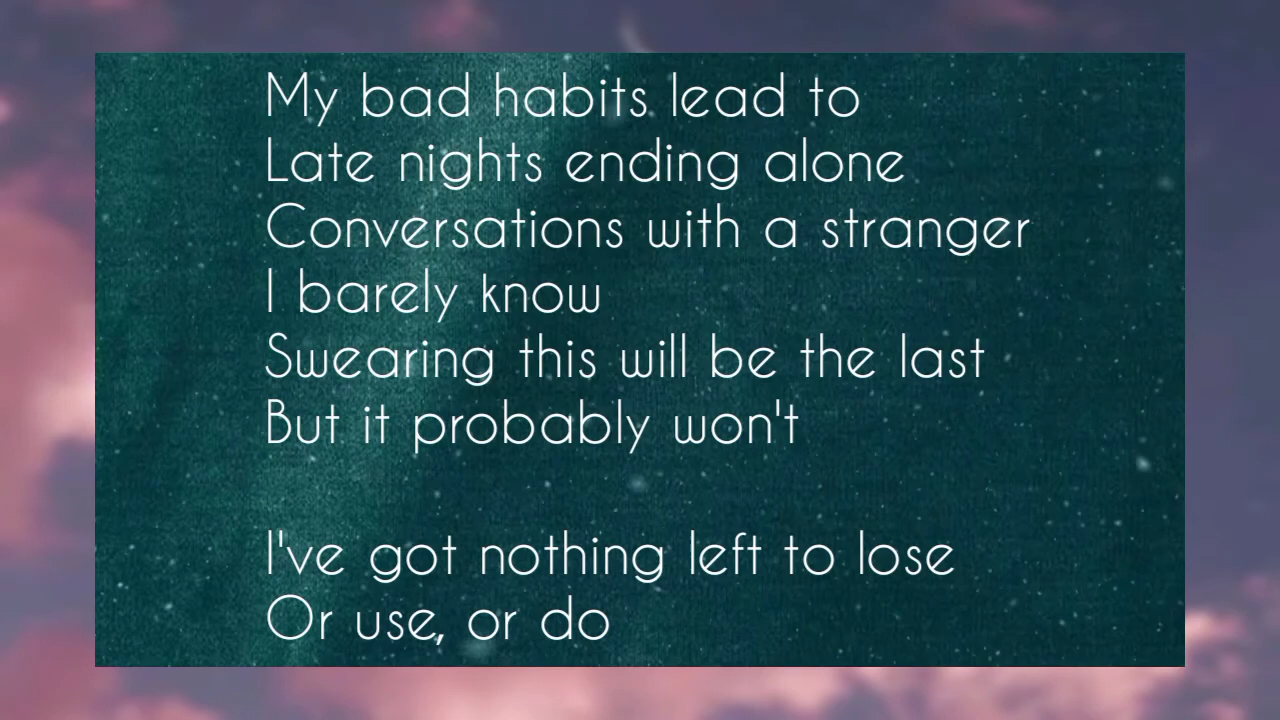 My bad habits lead to
Late nights ending alone
Conversations with a stranger
I barely know
Swearing this will be the last
But it probably won't
I've got nothing left to lose
Or use, or do